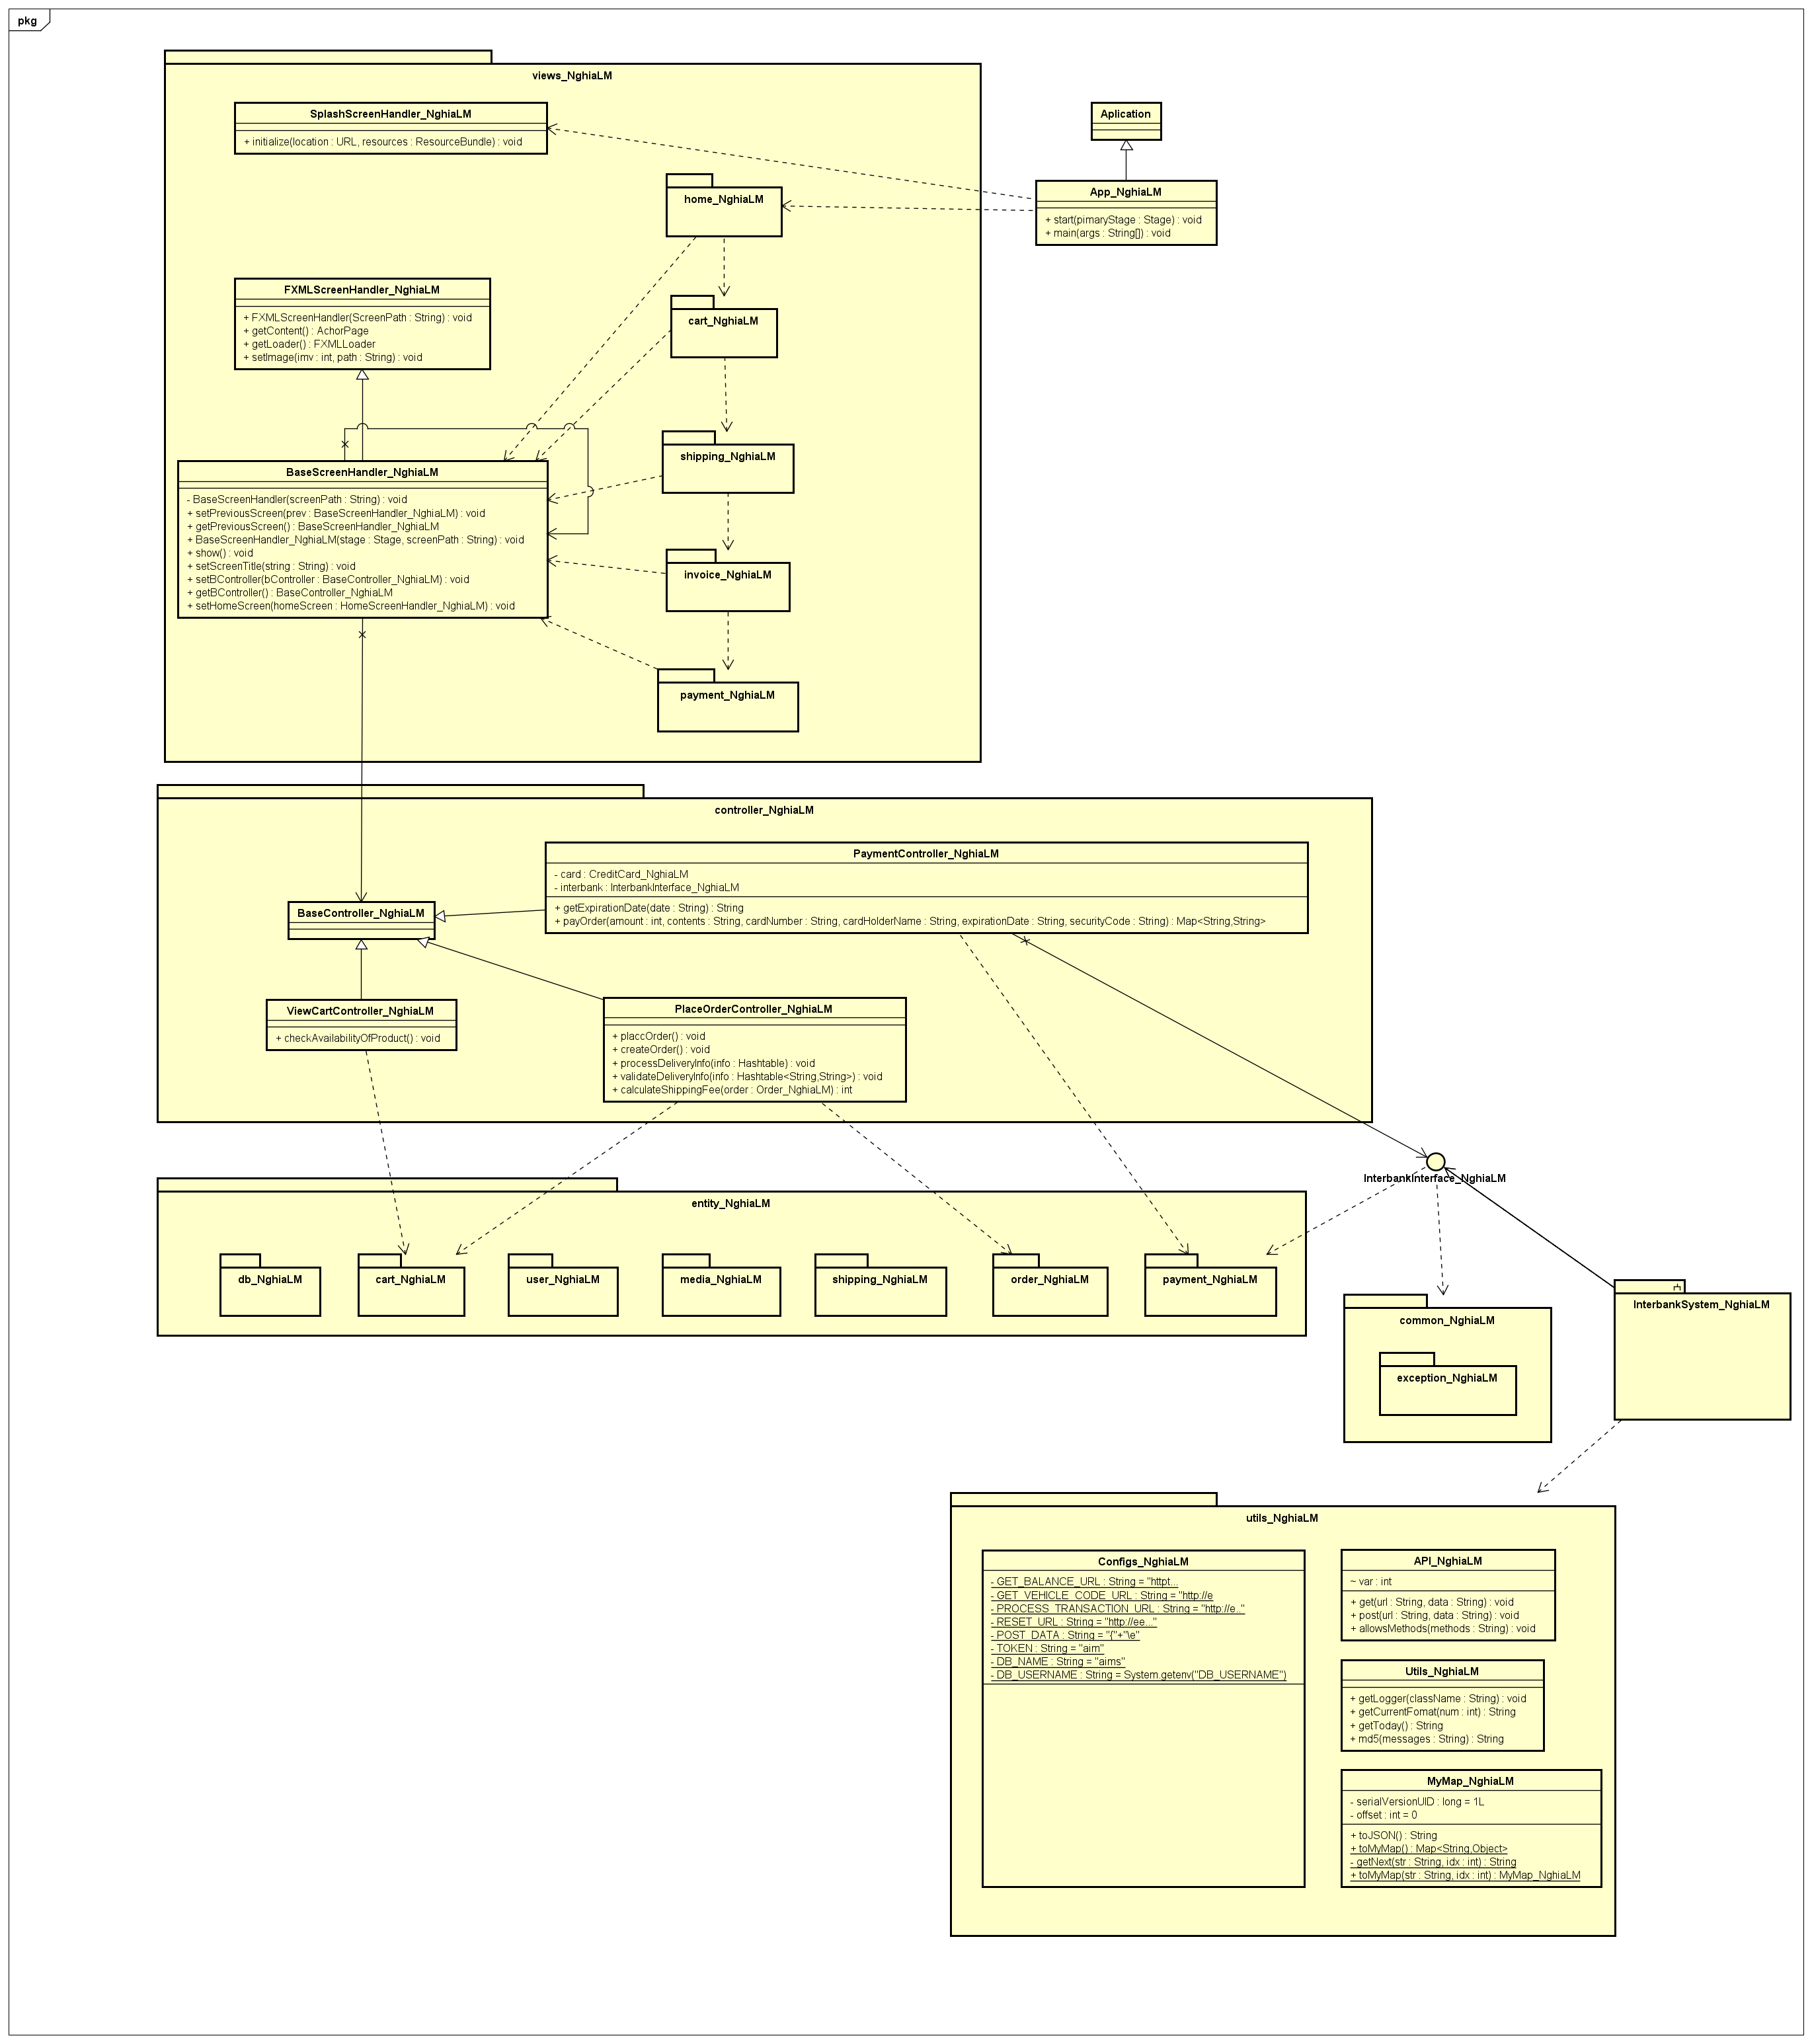 pkg
views_NghiaLM
SplashScreenHandler_NghiaLM
+ initialize(location : URL, resources : ResourceBundle) : void
Aplication
App_NghiaLM
+ start(pimaryStage : Stage) : void
+ main(args : String[]) : void
home_NghiaLM
FXMLScreenHandler_NghiaLM
+ FXMLScreenHandler(ScreenPath : String) : void
+ getContent() : AchorPage
+ getLoader() : FXMLLoader
+ setImage(imv : int, path : String) : void
cart_NghiaLM
shipping_NghiaLM
BaseScreenHandler_NghiaLM
- BaseScreenHandler(screenPath : String) : void
+ setPreviousScreen(prev : BaseScreenHandler_NghiaLM) : void
+ getPreviousScreen() : BaseScreenHandler_NghiaLM
+ BaseScreenHandler_NghiaLM(stage : Stage, screenPath : String) : void
+ show() : void
+ setScreenTitle(string : String) : void
+ setBController(bController : BaseController_NghiaLM) : void
+ getBController() : BaseController_NghiaLM
+ setHomeScreen(homeScreen : HomeScreenHandler_NghiaLM) : void
invoice_NghiaLM
payment_NghiaLM
controller_NghiaLM
PaymentController_NghiaLM
- card : CreditCard_NghiaLM
- interbank : InterbankInterface_NghiaLM
+ getExpirationDate(date : String) : String
+ payOrder(amount : int, contents : String, cardNumber : String, cardHolderName : String, expirationDate : String, securityCode : String) : Map<String,String>
BaseController_NghiaLM
ViewCartController_NghiaLM
+ checkAvailabilityOfProduct() : void
PlaceOrderController_NghiaLM
+ placcOrder() : void
+ createOrder() : void
+ processDeliveryInfo(info : Hashtable) : void
+ validateDeliveryInfo(info : Hashtable<String,String>) : void
+ calculateShippingFee(order : Order_NghiaLM) : int
InterbankInterface_NghiaLM
entity_NghiaLM
db_NghiaLM
cart_NghiaLM
user_NghiaLM
media_NghiaLM
shipping_NghiaLM
order_NghiaLM
payment_NghiaLM
common_NghiaLM
exception_NghiaLM
InterbankSystem_NghiaLM
utils_NghiaLM
Configs_NghiaLM
- GET_BALANCE_URL : String = "httpt...
- GET_VEHICLE_CODE_URL : String = "http://e
- PROCESS_TRANSACTION_URL : String = "http://e.."
- RESET_URL : String = "http://ee..."
- POST_DATA : String = "{"+"\e"
- TOKEN : String = "aim"
- DB_NAME : String = "aims"
- DB_USERNAME : String = System.getenv("DB_USERNAME")
API_NghiaLM
~ var : int
+ get(url : String, data : String) : void
+ post(url : String, data : String) : void
+ allowsMethods(methods : String) : void
Utils_NghiaLM
+ getLogger(className : String) : void
+ getCurrentFomat(num : int) : String
+ getToday() : String
+ md5(messages : String) : String
MyMap_NghiaLM
- serialVersionUID : long = 1L
- offset : int = 0
+ toJSON() : String
+ toMyMap() : Map<String,Object>
- getNext(str : String, idx : int) : String
+ toMyMap(str : String, idx : int) : MyMap_NghiaLM